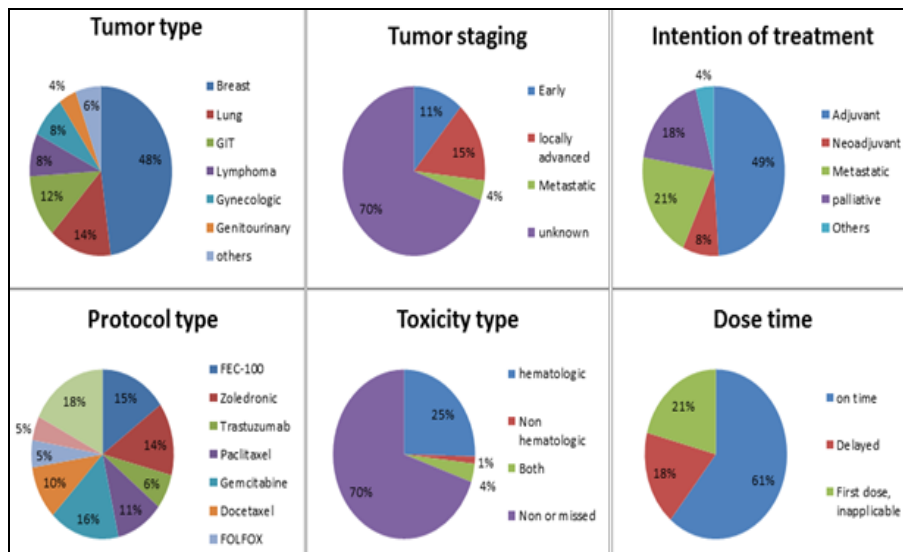 Tumor type
4%
6%
8%
8%
12%
14%
48%
Breast
Lung
GIT
Lymphoma
Gynecologic
Genitourinary
others
Tumor staging
11%
15%
4%
70%
Early
locally
advanced
Metastatic
unknown
Intention of treatment
4%
18%
21%
8%
49%
Adjuvant
Neoadjuvant
Metastatic
palliative
Others
Protocol type
18%
15%
5%
14%
5%
10%
6%
16%
11%
FEC-100
Zoledronic
Trastuzumab
Paclitaxel
Gemcitabine
Docetaxel
FOLFOX
Toxicity type
25%
1%
4%
70%
hematologic
Non
hematologic
Both
Non or missed
Dose time
21%
18%
61%
on time
Delayed
First dose,
inapplicable